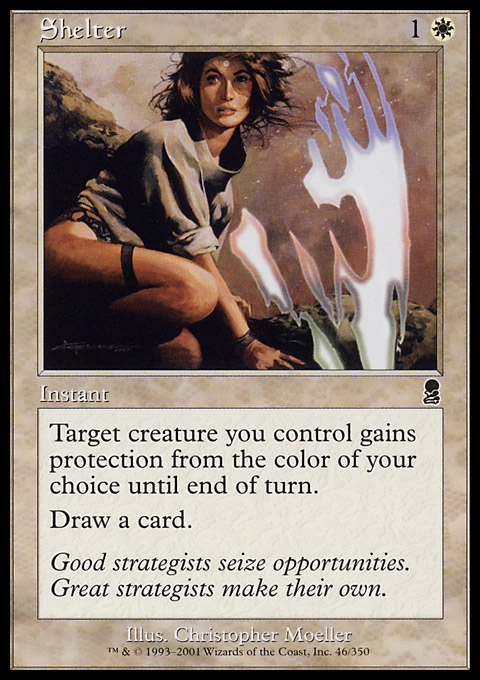 Shelter 1
Instant
Target creature you control gains
protection from the color of your
choice until end of turn.
Draw a card.
Good strategists seize opportunities.
Great strategists make their own.
Illus. Christopher Moeller
™ & © 1993–2001 Wizards of the Coast, Inc. 46/350